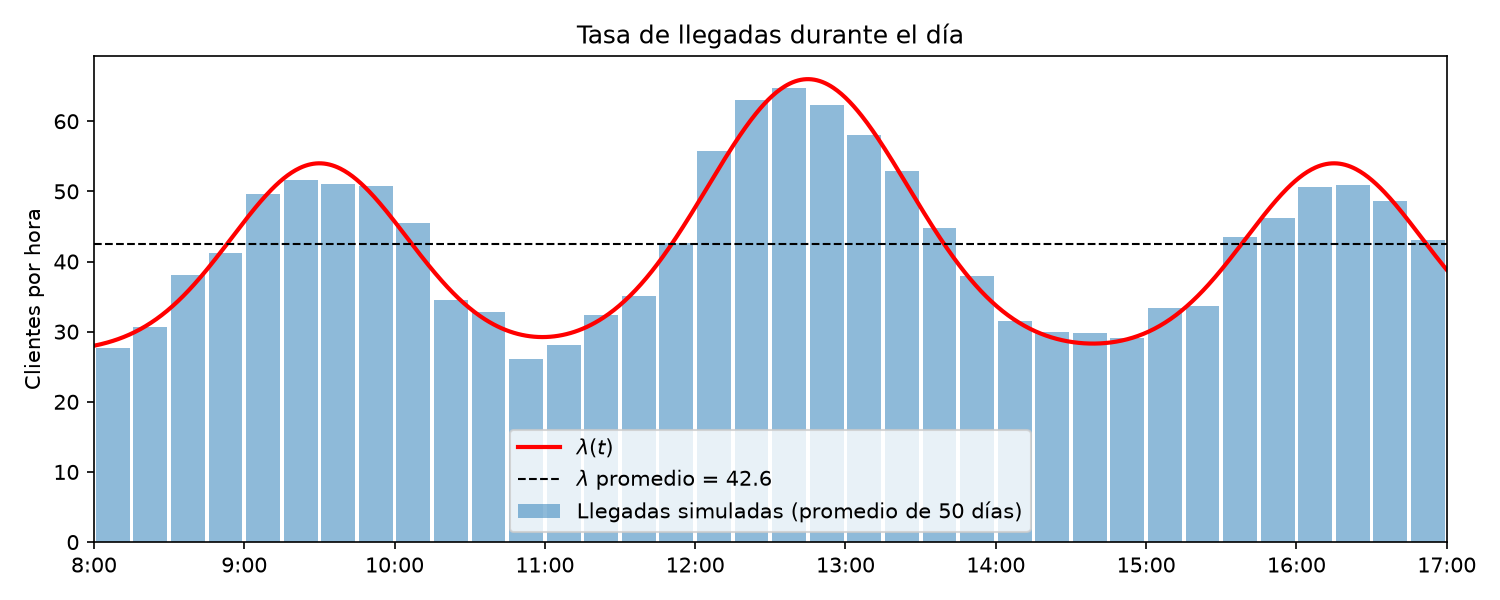 Tasa de llegadas durante el día
Clientes por hora
60
50
40
30
20
10
0
λ(t)
λ promedio = 42.6
Llegadas simuladas (promedio de 50 días)
8:00 9:00 10:00 11:00 12:00 13:00 14:00 15:00 16:00 17:00